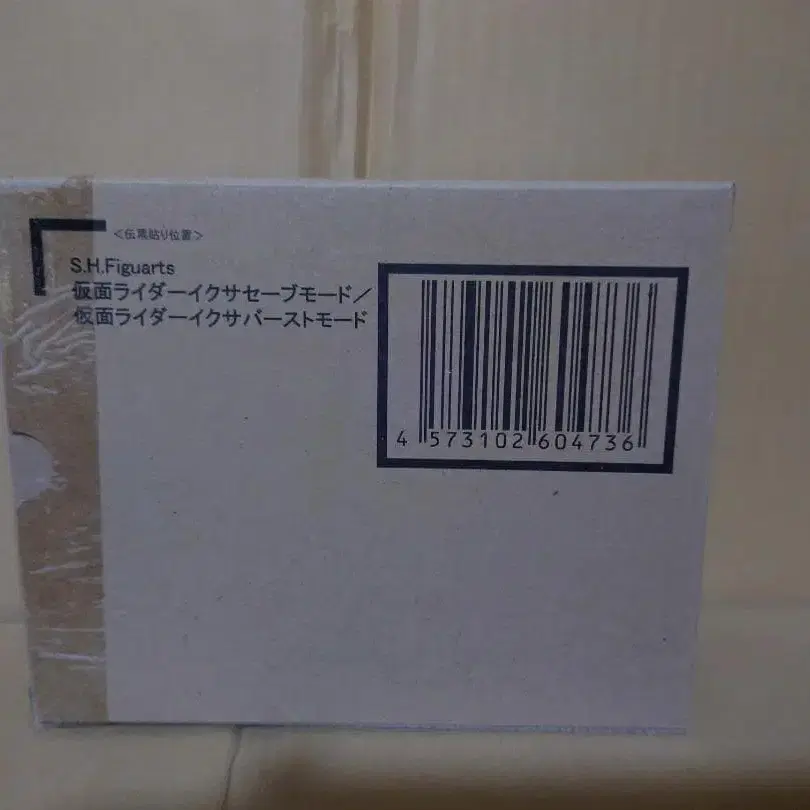 <伝票貼り位置>
S.H.Figuarts
仮面ライダーイクサセーブモード／
仮面ライダーイクサバーストモード
4 573102 604736